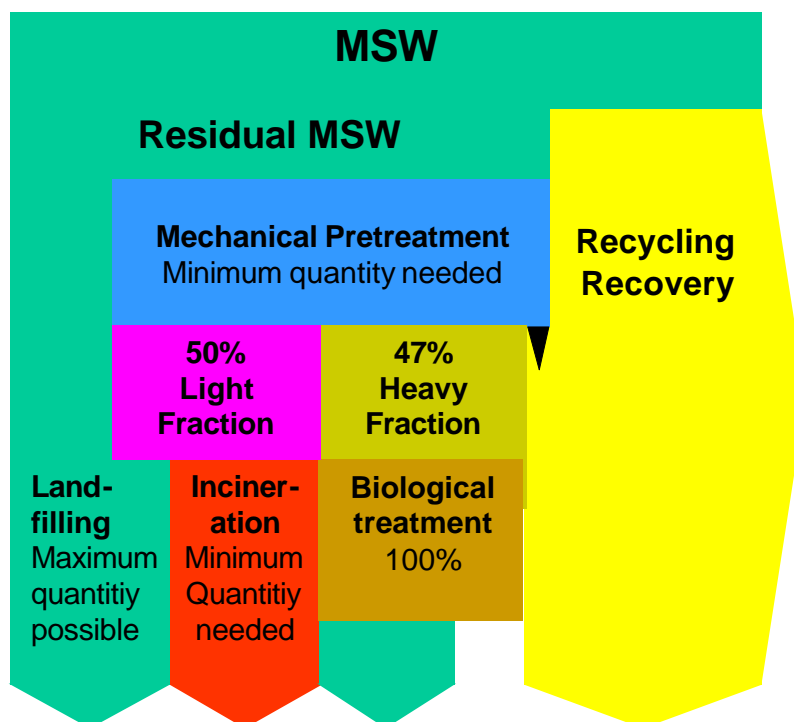 MSW
Residual MSW
Mechanical Pretreatment
Minimum quantity needed
Recycling
Recovery
50%
Light
Fraction
47%
Heavy
Fraction
Land-
filling
Maximum
quantitiy
possible
Inciner-
ation
Minimum
Quantitiy
needed
Biological
treatment
100%